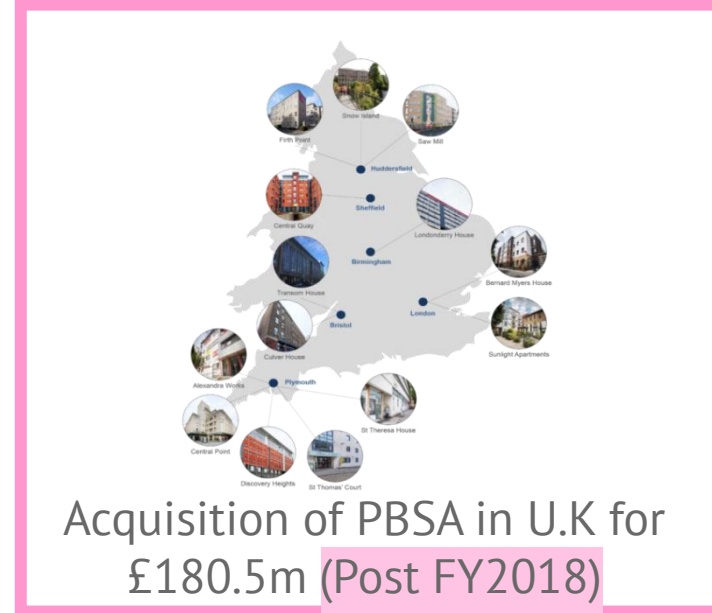 Snow Island
Firth Point
Saw Mill
Huddersfield
Sheffield
Central Quay
Londonderry House
Birmingham
Bernard Myers House
Transom House
London
Bristol
Sunlight Apartments
Culver House
Plymouth
Alexandra Works
St Theresa House
Central Point
Discovery Heights
St Thomas' Court
Acquisition of PBSA in U.K for
£180.5m (Post FY2018)